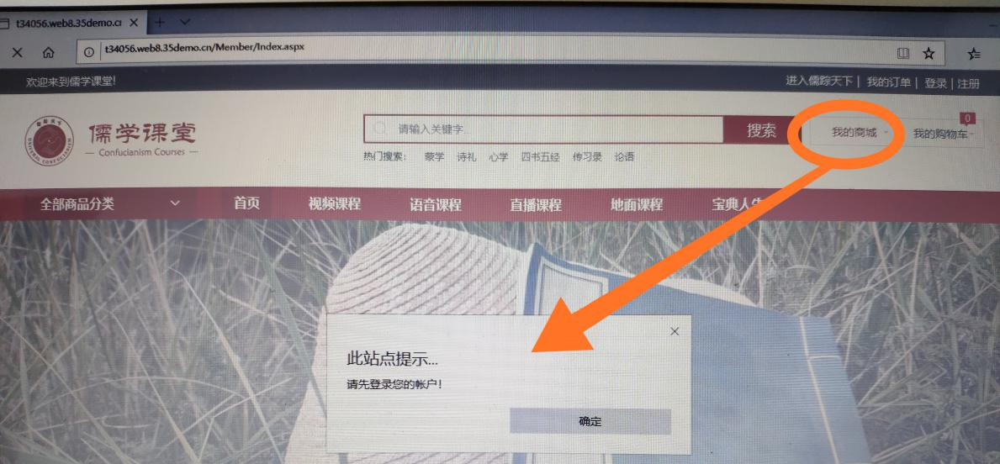 t34056.web8.35demo.cn
t34056.web8.35demo.cn/Member/Index.aspx
欢迎来到儒学课堂!
进入儒踪天下 | 我的订单 | 登录 | 注册
儒学课堂
Confucianism Courses
请输入关键字...
搜索
我的商城
我的购物车
0
热门搜索: 蒙学 诗礼 心学 四书五经 传习录 论语
全部商品分类 首页 视频课程 语音课程 直播课程 地面课程 宝典人生
此站点提示...
请先登录您的帐户!
确定